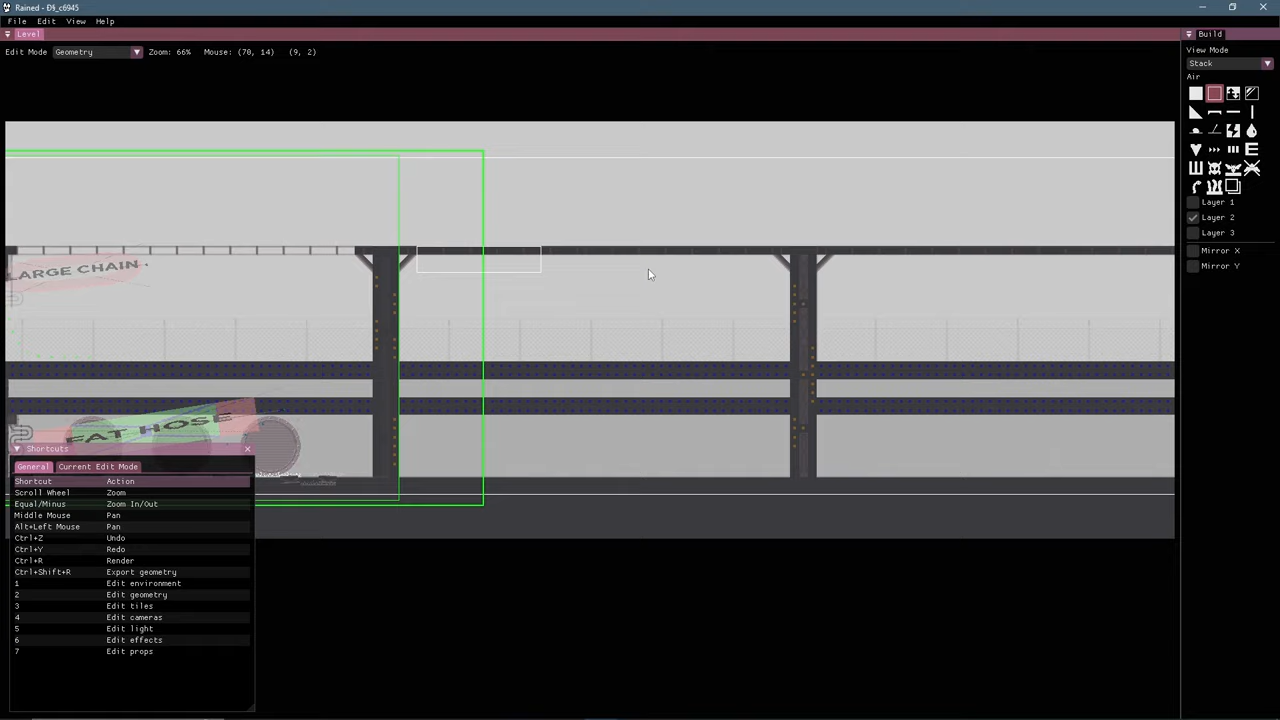 Rained - Ð§_c6945
File Edit View Help
Level
Build
Edit Mode Geometry Zoom: 66% Mouse: (70, 14) (9, 2)
View Mode
Stack
Air
Layer 1
Layer 2
Layer 3
Mirror X
Mirror Y
LARGE CHAIN
FAT HOSE
Shortcuts
General Current Edit Mode
Shortcut Action
Scroll Wheel Zoom
Equal/Minus Zoom In/Out
Middle Mouse Pan
Alt+Left Mouse Pan
Ctrl+Z Undo
Ctrl+Y Redo
Ctrl+R Render
Ctrl+Shift+R Export geometry
1 Edit environment
2 Edit geometry
3 Edit tiles
4 Edit cameras
5 Edit light
6 Edit effects
7 Edit props